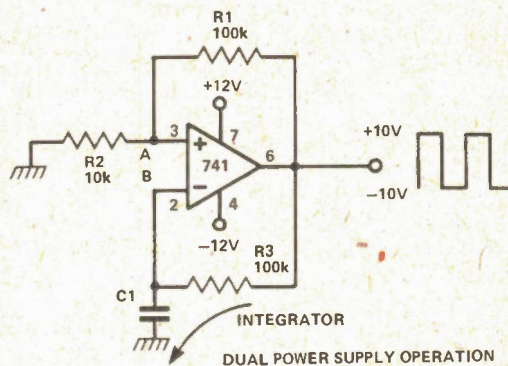 R1
100k
+12V
3
7
+
A
741
6
R2
10k
B
−
2
4
−12V
+10V
−10V
R3
100k
C1
INTEGRATOR
DUAL POWER SUPPLY OPERATION